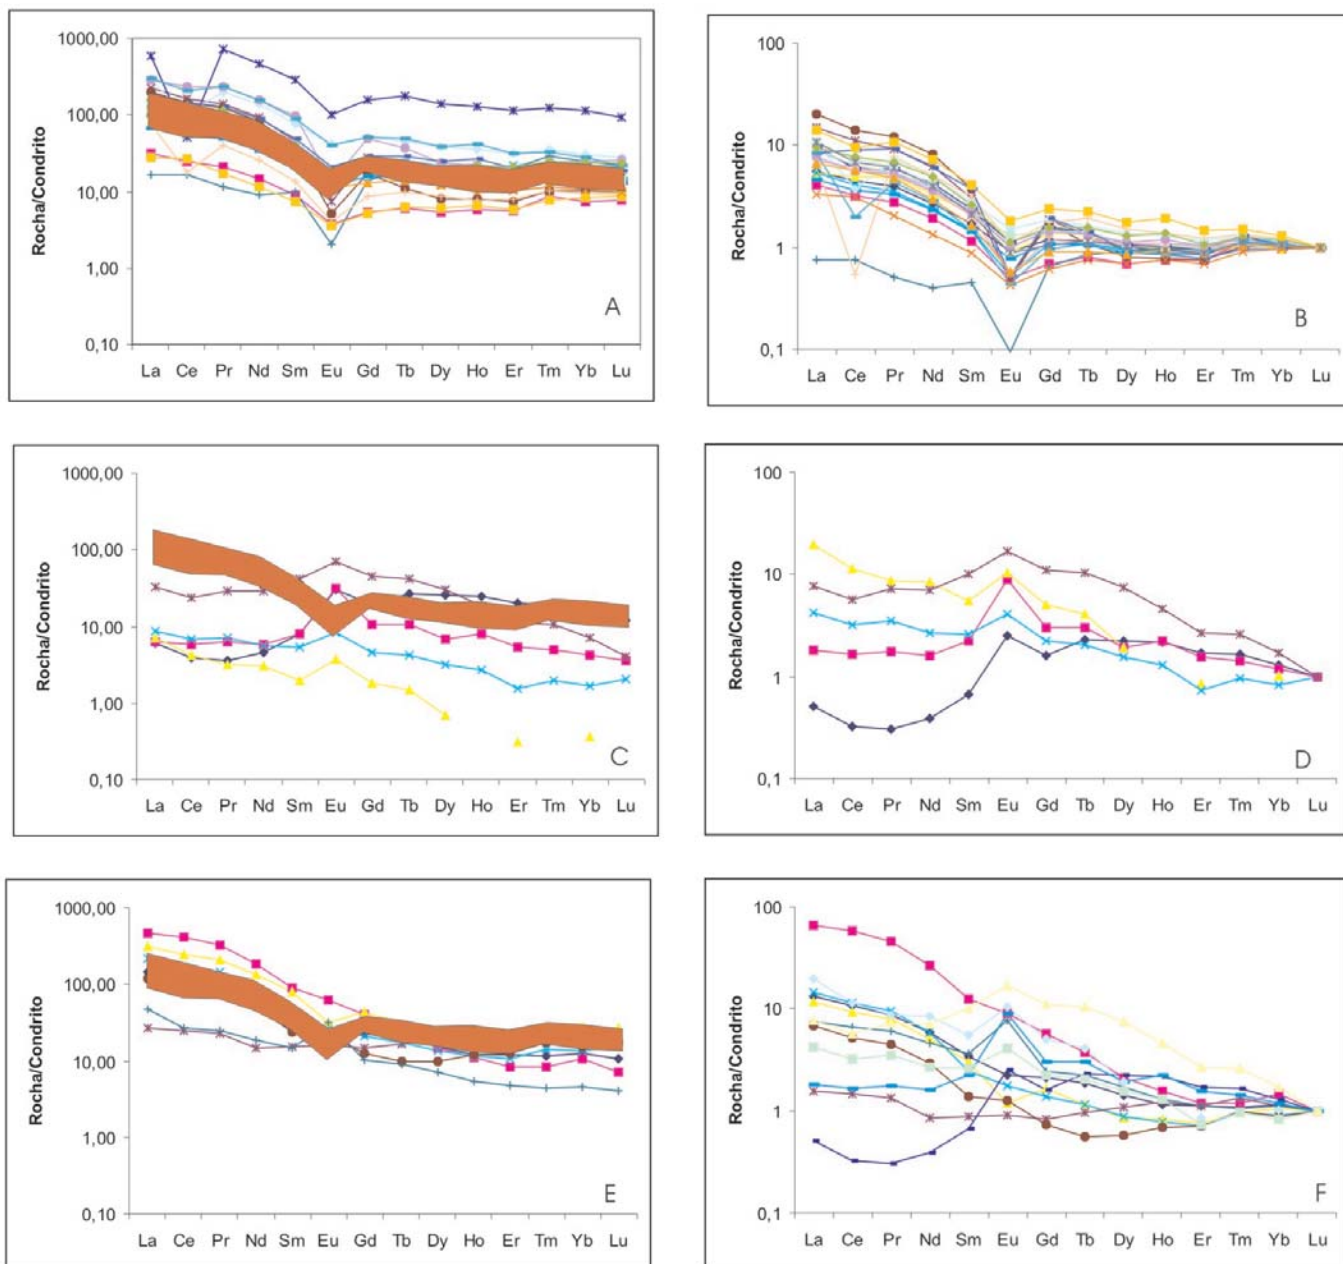 Rocha/Condrito
1000,00
100,00
10,00
1,00
0,10
La Ce Pr Nd Sm Eu Gd Tb Dy Ho Er Tm Yb Lu
A
Rocha/Condrito
100
10
1
0,1
La Ce Pr Nd Sm Eu Gd Tb Dy Ho Er Tm Yb Lu
B
Rocha/Condrito
1000,00
100,00
10,00
1,00
0,10
La Ce Pr Nd Sm Eu Gd Tb Dy Ho Er Tm Yb Lu
C
Rocha/Condrito
100
10
1
0,1
La Ce Pr Nd Sm Eu Gd Tb Dy Ho Er Tm Yb Lu
D
Rocha/Condrito
1000,00
100,00
10,00
1,00
0,10
La Ce Pr Nd Sm Eu Gd Tb Dy Ho Er Tm Yb Lu
E
Rocha/Condrito
100
10
1
0,1
La Ce Pr Nd Sm Eu Gd Tb Dy Ho Er Tm Yb Lu
F